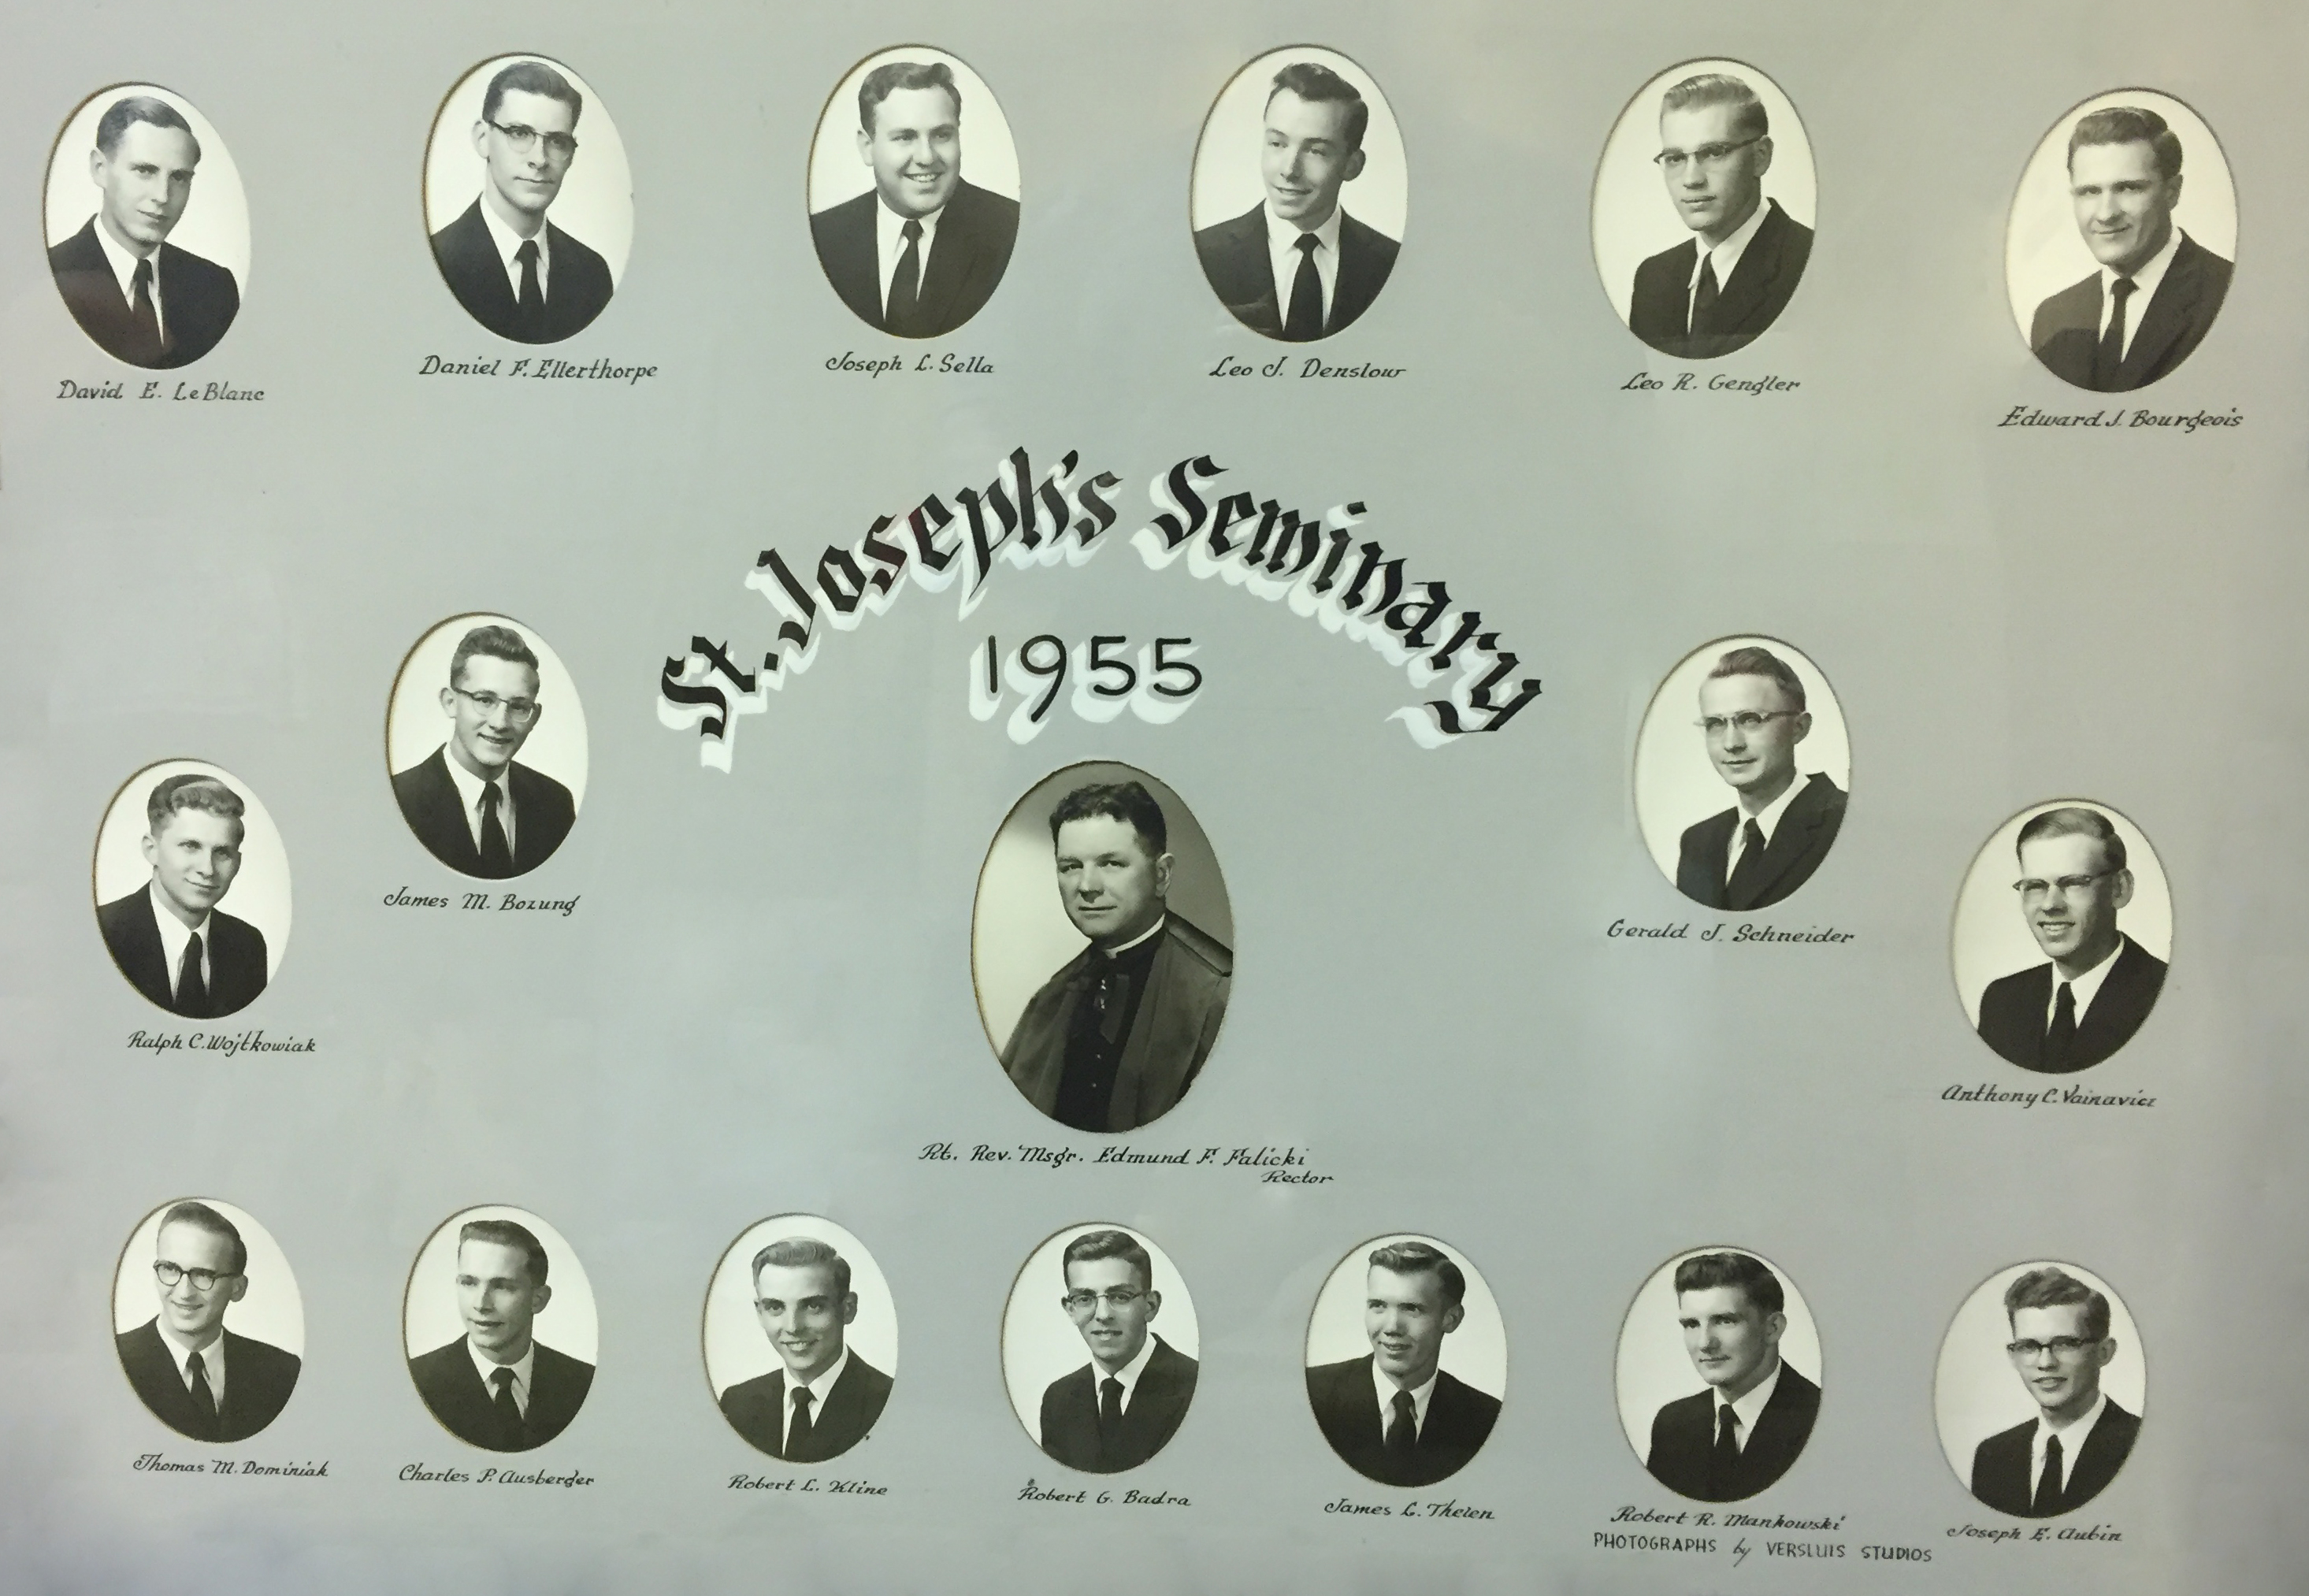 David E. LeBlanc
Daniel F. Ellerthorpe
Joseph L. Sella
Leo J. Denslow
Leo R. Gengler
Edward J. Bourgeois
St. Joseph's Seminary
1955
James M. Bozung
Gerald J. Schneider
Ralph C. Wojtkowiak
Anthony C. Vainavicz
Rt. Rev. Msgr. Edmund F. Falicki
Rector
Thomas M. Dominiak
Charles P. Ausberger
Robert L. Kline
Robert G. Badra
James L. Thelen
Robert R. Mankowski
Joseph E. Aubin
PHOTOGRAPHS by VERSLUIS STUDIOS